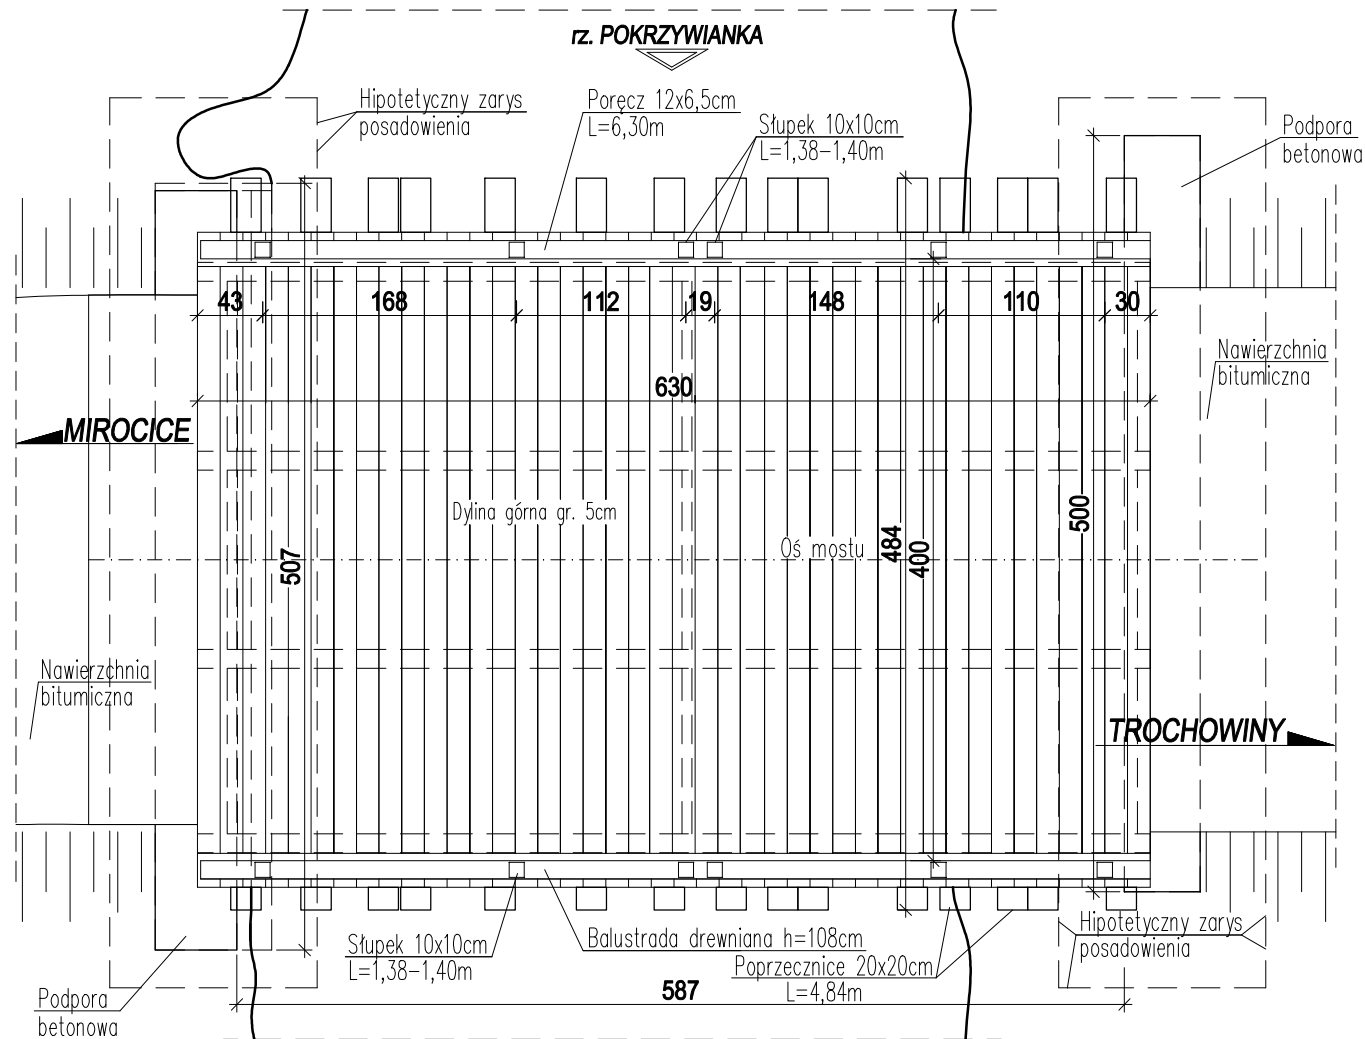 rz. POKRZYWIANKA
Hipotetyczny zarys
posadowienia
Poręcz 12x6,5cm
L=6,30m
Słupek 10x10cm
L=1,38-1,40m
Podpora
betonowa
43
168
112
19
148
110
30
630
Nawierzchnia
bitumiczna
MIROCICE
Dylina górna gr. 5cm
Oś mostu
507
484
400
500
Nawierzchnia
bitumiczna
TROCHOWINY
Słupek 10x10cm
L=1,38-1,40m
Balustrada drewniana h=108cm
Poprzecznice 20x20cm
L=4,84m
Hipotetyczny zarys
posadowienia
587
Podpora
betonowa